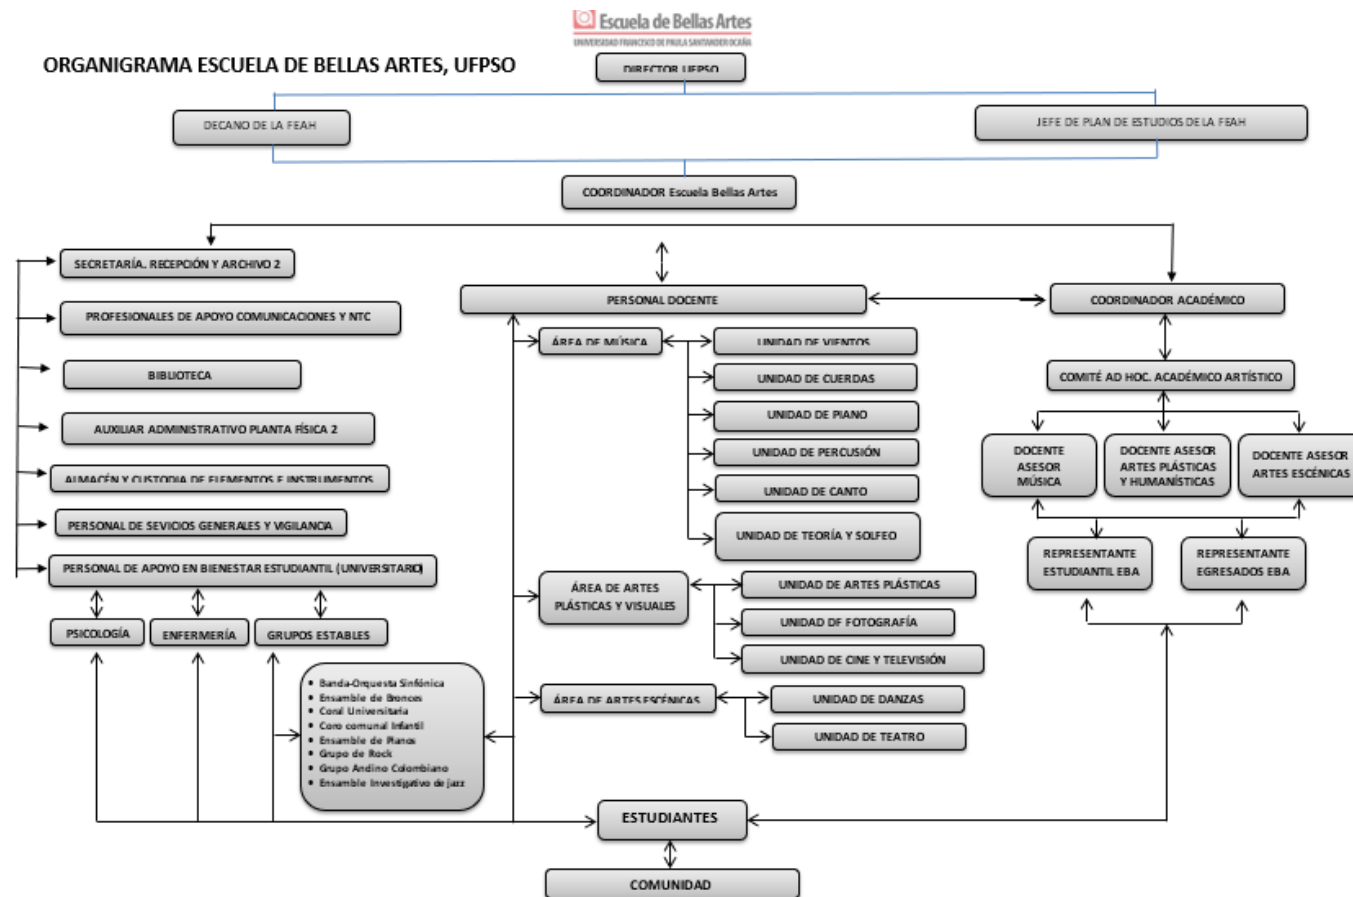 Escuela de Bellas Artes
UNIVERSIDAD FRANCISCO DE PAULA SANTANDER OCAÑA
ORGANIGRAMA ESCUELA DE BELLAS ARTES, UFPSO
DIRECTOR UFPSO
DECANO DE LA FEAH
JEFE DE PLAN DE ESTUDIOS DE LA FEAH
COORDINADOR Escuela Bellas Artes
SECRETARÍA. RECEPCIÓN Y ARCHIVO 2
PROFESIONALES DE APOYO COMUNICACIONES Y NTC
BIBLIOTECA
AUXILIAR ADMINISTRATIVO PLANTA FÍSICA 2
ALMACÉN Y CUSTODIA DE ELEMENTOS E INSTRUMENTOS
PERSONAL DE SEVICIOS GENERALES Y VIGILANCIA
PERSONAL DE APOYO EN BIENESTAR ESTUDIANTIL (UNIVERSITARIO)
PSICOLOGÍA
ENFERMERÍA
GRUPOS ESTABLES
• Banda-Orquesta Sinfónica
• Ensamble de Bronces
• Coral Universitaria
• Coro comunal Infantil
• Ensamble de Pianos
• Grupo de Rock
• Grupo Andino Colombiano
• Ensamble Investigativo de jazz
PERSONAL DOCENTE
ÁREA DE MÚSICA
UNIDAD DE VIENTOS
UNIDAD DE CUERDAS
UNIDAD DE PIANO
UNIDAD DE PERCUSIÓN
UNIDAD DE CANTO
UNIDAD DE TEORÍA Y SOLFEO
ÁREA DE ARTES
PLÁSTICAS Y VISUALES
UNIDAD DE ARTES PLÁSTICAS
UNIDAD DF FOTOGRAFÍA
UNIDAD DE CINE Y TELEVISIÓN
ÁREA DE ARTES ESCÉNICAS
UNIDAD DE DANZAS
UNIDAD DE TEATRO
COORDINADOR ACADÉMICO
COMITÉ AD HOC. ACADÉMICO ARTÍSTICO
DOCENTE
ASESOR
MÚSICA
DOCENTE ASESOR
ARTES PLÁSTICAS
Y HUMANÍSTICAS
DOCENTE ASESOR
ARTES ESCÉNICAS
REPRESENTANTE
ESTUDIANTIL EBA
REPRESENTANTE
EGRESADOS EBA
ESTUDIANTES
COMUNIDAD